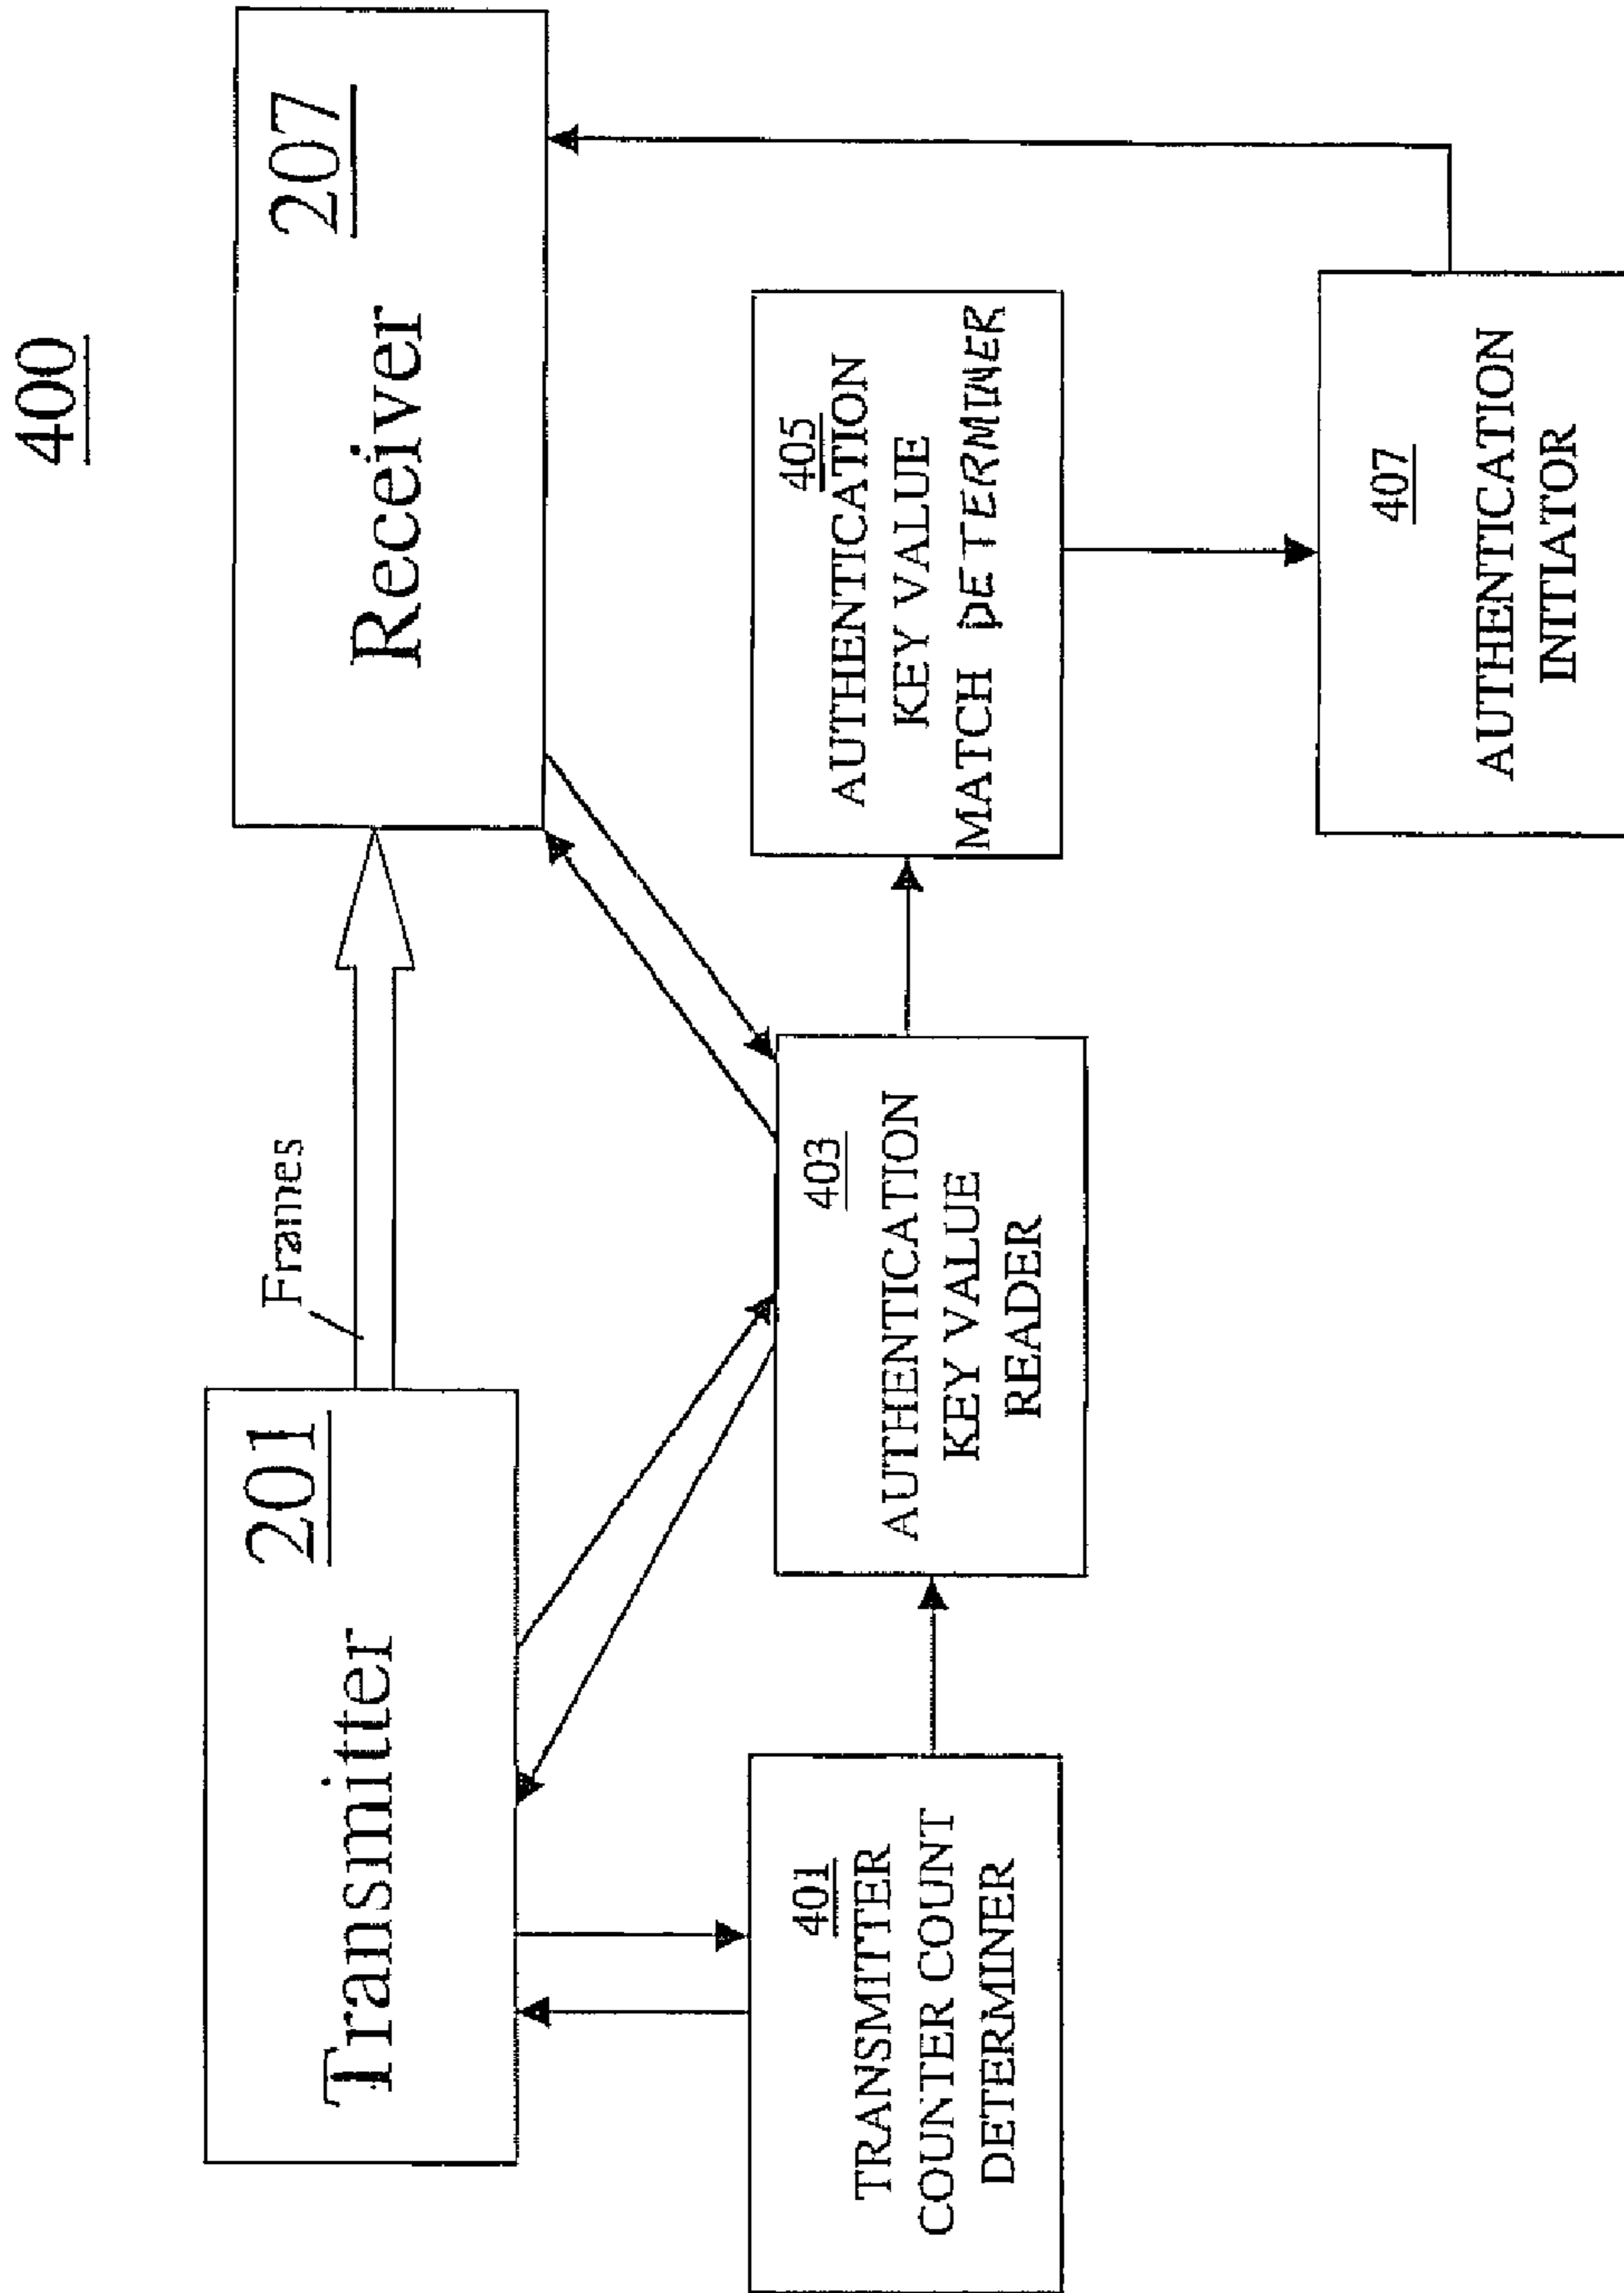 400
Frames
201
Transmitter
207
Receiver
401
TRANSMITTER
COUNTER COUNT
DETERMINER
403
AUTHENTICATION
KEY VALUE
READER
405
AUTHENTICATION
KEY VALUE
MATCH DETERMINER
407
AUTHENTICATION
INITIATOR